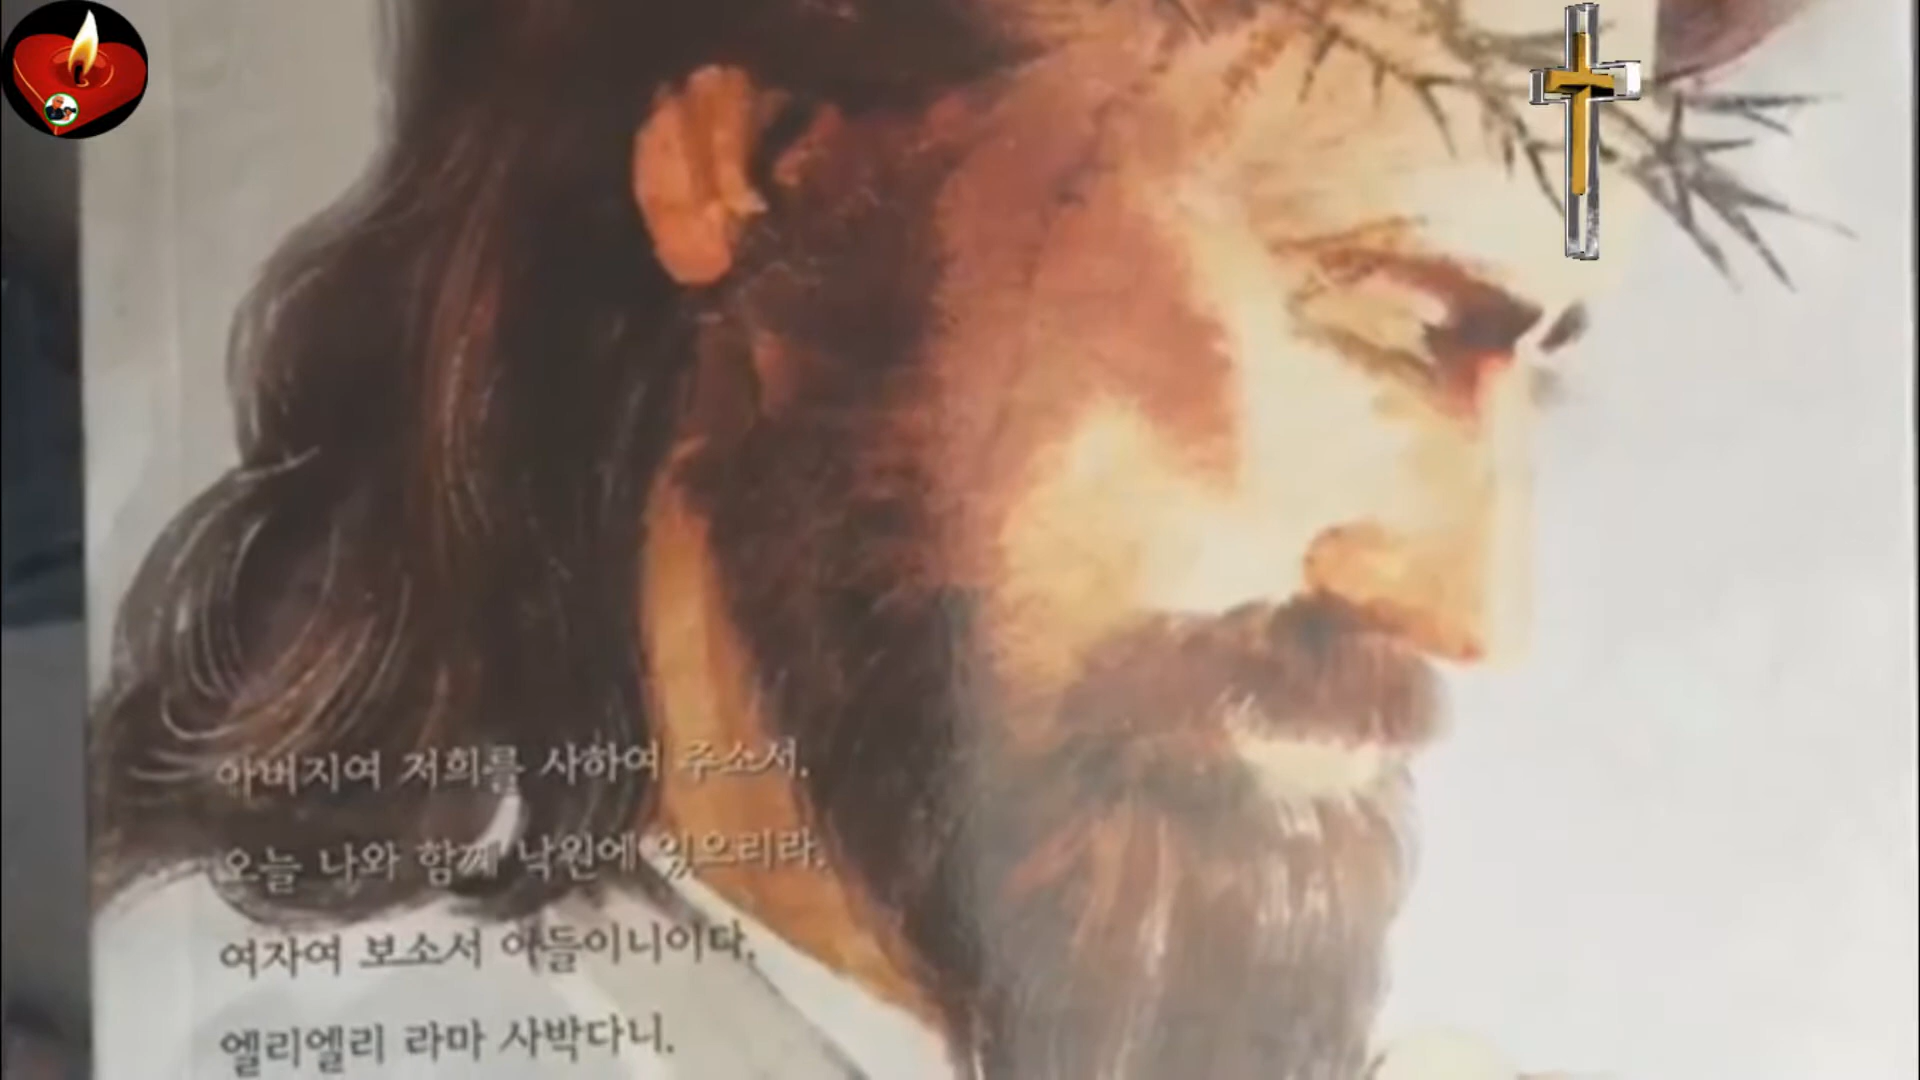 아버지여 저희를 사하여 주소서.
오늘 나와 함께 낙원에 있으리라.
여자여 보소서 아들이니이다.
엘리엘리 라마 사박다니.